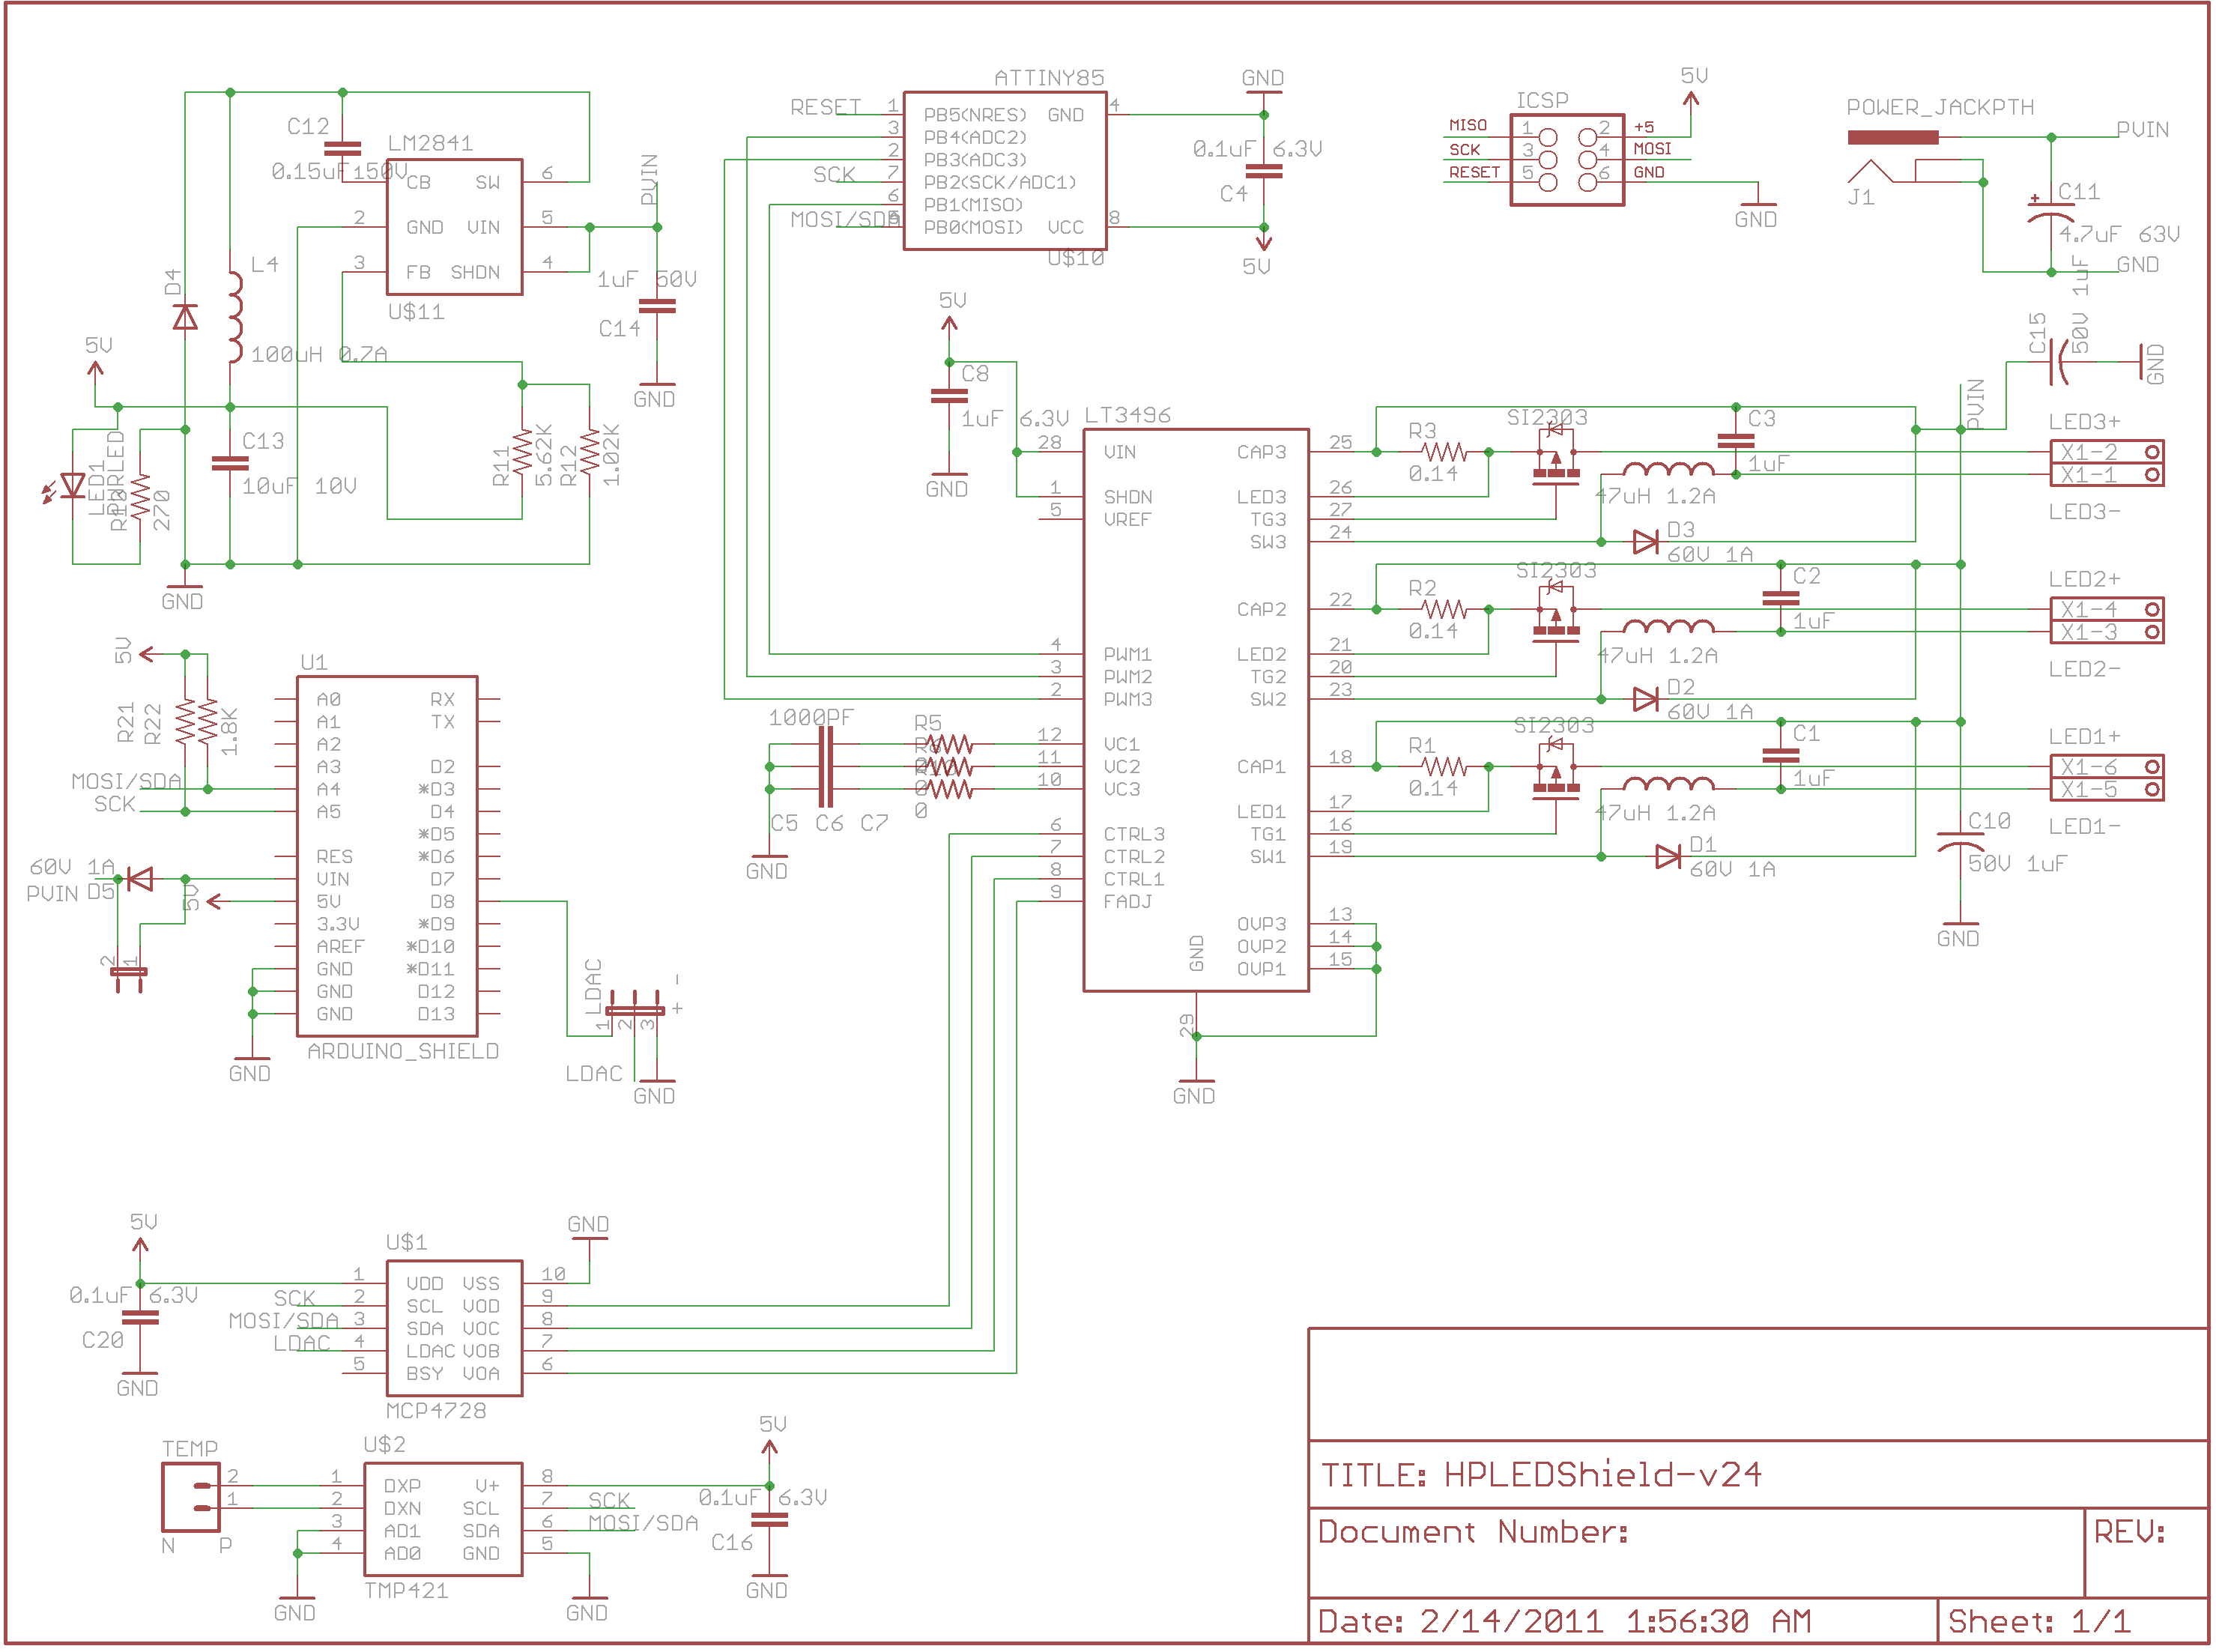 C12
0.15uF 150V
LM2841
CB SW 6
2 GND VIN 5
3 FB SHDN 4
U$11
PVIN
1uF 50V
C14
GND
D4
L4
100uH 0.7A
5V
LED1
PWRLED
270
C13
10uF 10V
R11
5.62K
R12
1.02K
GND
ATTINY85
RESET 1 PB5(NRES) GND 4
3 PB4(ADC2)
2 PB3(ADC3)
SCK 7 PB2(SCK/ADC1)
6 PB1(MISO)
MOSI/SDA PB0(MOSI) VCC 8
U$10
GND
0.1uF 6.3V
C4
5V
ICSP
5V
MISO 1 2 +5
SCK 3 4 MOSI
RESET 5 6 GND
GND
POWER_JACKPTH
J1
PVIN
C11
4.7uF 63V
GND
5V
C8
1uF 6.3V
GND
LT3496
28 VIN CAP3 25
1 SHDN LED3 26
5 VREF TG3 27
SW3 24
CAP2 22
4 PWM1 LED2 21
3 PWM2 TG2 20
2 PWM3 SW2 23
12 VC1
11 VC2 CAP1 18
10 VC3
LED1 17
6 CTRL3 TG1 16
7 CTRL2 SW1 19
8 CTRL1
9 FADJ
OVP3 13
OVP2 14
OVP1 15
GND
29
GND
1000PF
R5
0
C5 C6 C7
GND
C15
50V 1uF
GND
PVIN
R3
0.14
SI2303
C3
1uF
47uH 1.2A
D3
60V 1A
LED3+
X1-2
X1-1
LED3-
R2
0.14
SI2303
C2
1uF
47uH 1.2A
D2
60V 1A
LED2+
X1-4
X1-3
LED2-
R1
0.14
SI2303
C1
1uF
47uH 1.2A
D1
60V 1A
LED1+
X1-6
X1-5
LED1-
C10
50V 1uF
GND
5V
R21
R22
1.8K
MOSI/SDA
SCK
U1
A0 RX
A1 TX
A2
A3 D2
A4 *D3
A5 D4
*D5
RES *D6
VIN D7
5V D8
3.3V *D9
AREF *D10
GND *D11
GND D12
GND D13
ARDUINO_SHIELD
60V 1A
PVIN D5
5V
2 1
GND
LDAC
- +
1 2 3
LDAC
GND
5V
0.1uF 6.3V
C20
GND
U$1
GND
1 VDD VSS 10
SCK 2 SCL VOD 9
MOSI/SDA 3 SDA VOC 8
LDAC 4 LDAC VOB 7
5 BSY VOA 6
MCP4728
TEMP
2
1
N P
U$2
1 DXP V+ 8
2 DXN SCL 7 SCK
3 AD1 SDA 6 MOSI/SDA
4 AD0 GND 5
TMP421
GND
GND
5V
0.1uF 6.3V
C16
GND
TITLE: HPLEDShield-v24
Document Number:
REV:
Date: 2/14/2011 1:56:30 AM
Sheet: 1/1